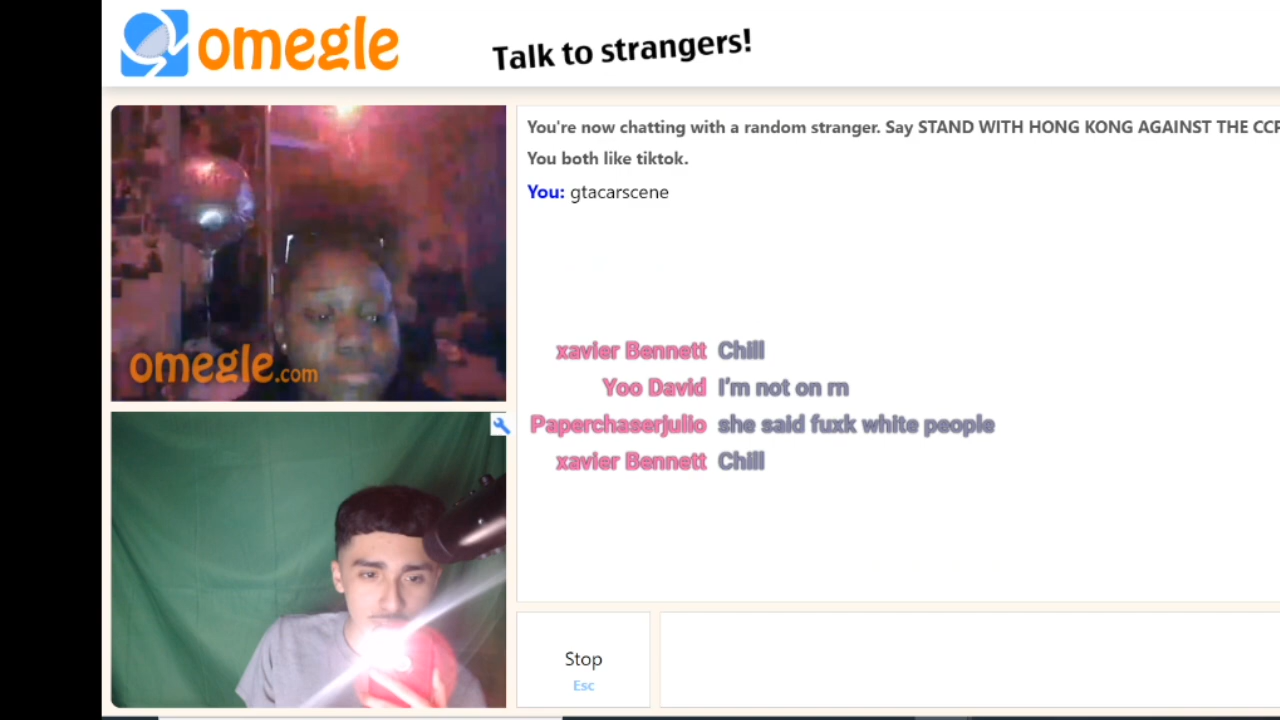 omegle
Talk to strangers!
You're now chatting with a random stranger. Say STAND WITH HONG KONG AGAINST THE CCP
You both like tiktok.
You: gtacarscene
xavier Bennett Chill
Yoo David I'm not on rn
Paperchaserjulio she said fuxk white people
xavier Bennett Chill
omegle.com
Stop
Esc